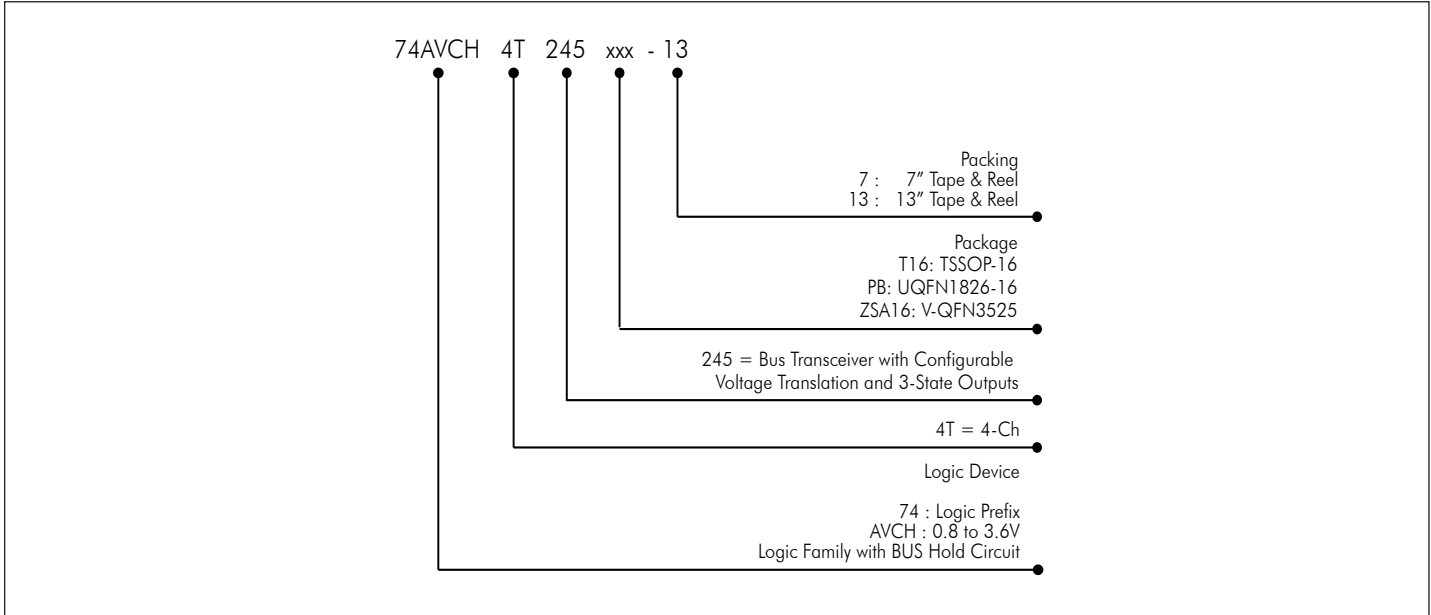 74AVCH 4T 245 xxx - 13
Packing
7 : 7" Tape & Reel
13 : 13" Tape & Reel
Package
T16: TSSOP-16
PB: UQFN1826-16
ZSA16: V-QFN3525
245 = Bus Transceiver with Configurable
Voltage Translation and 3-State Outputs
4T = 4-Ch
Logic Device
74 : Logic Prefix
AVCH : 0.8 to 3.6V
Logic Family with BUS Hold Circuit